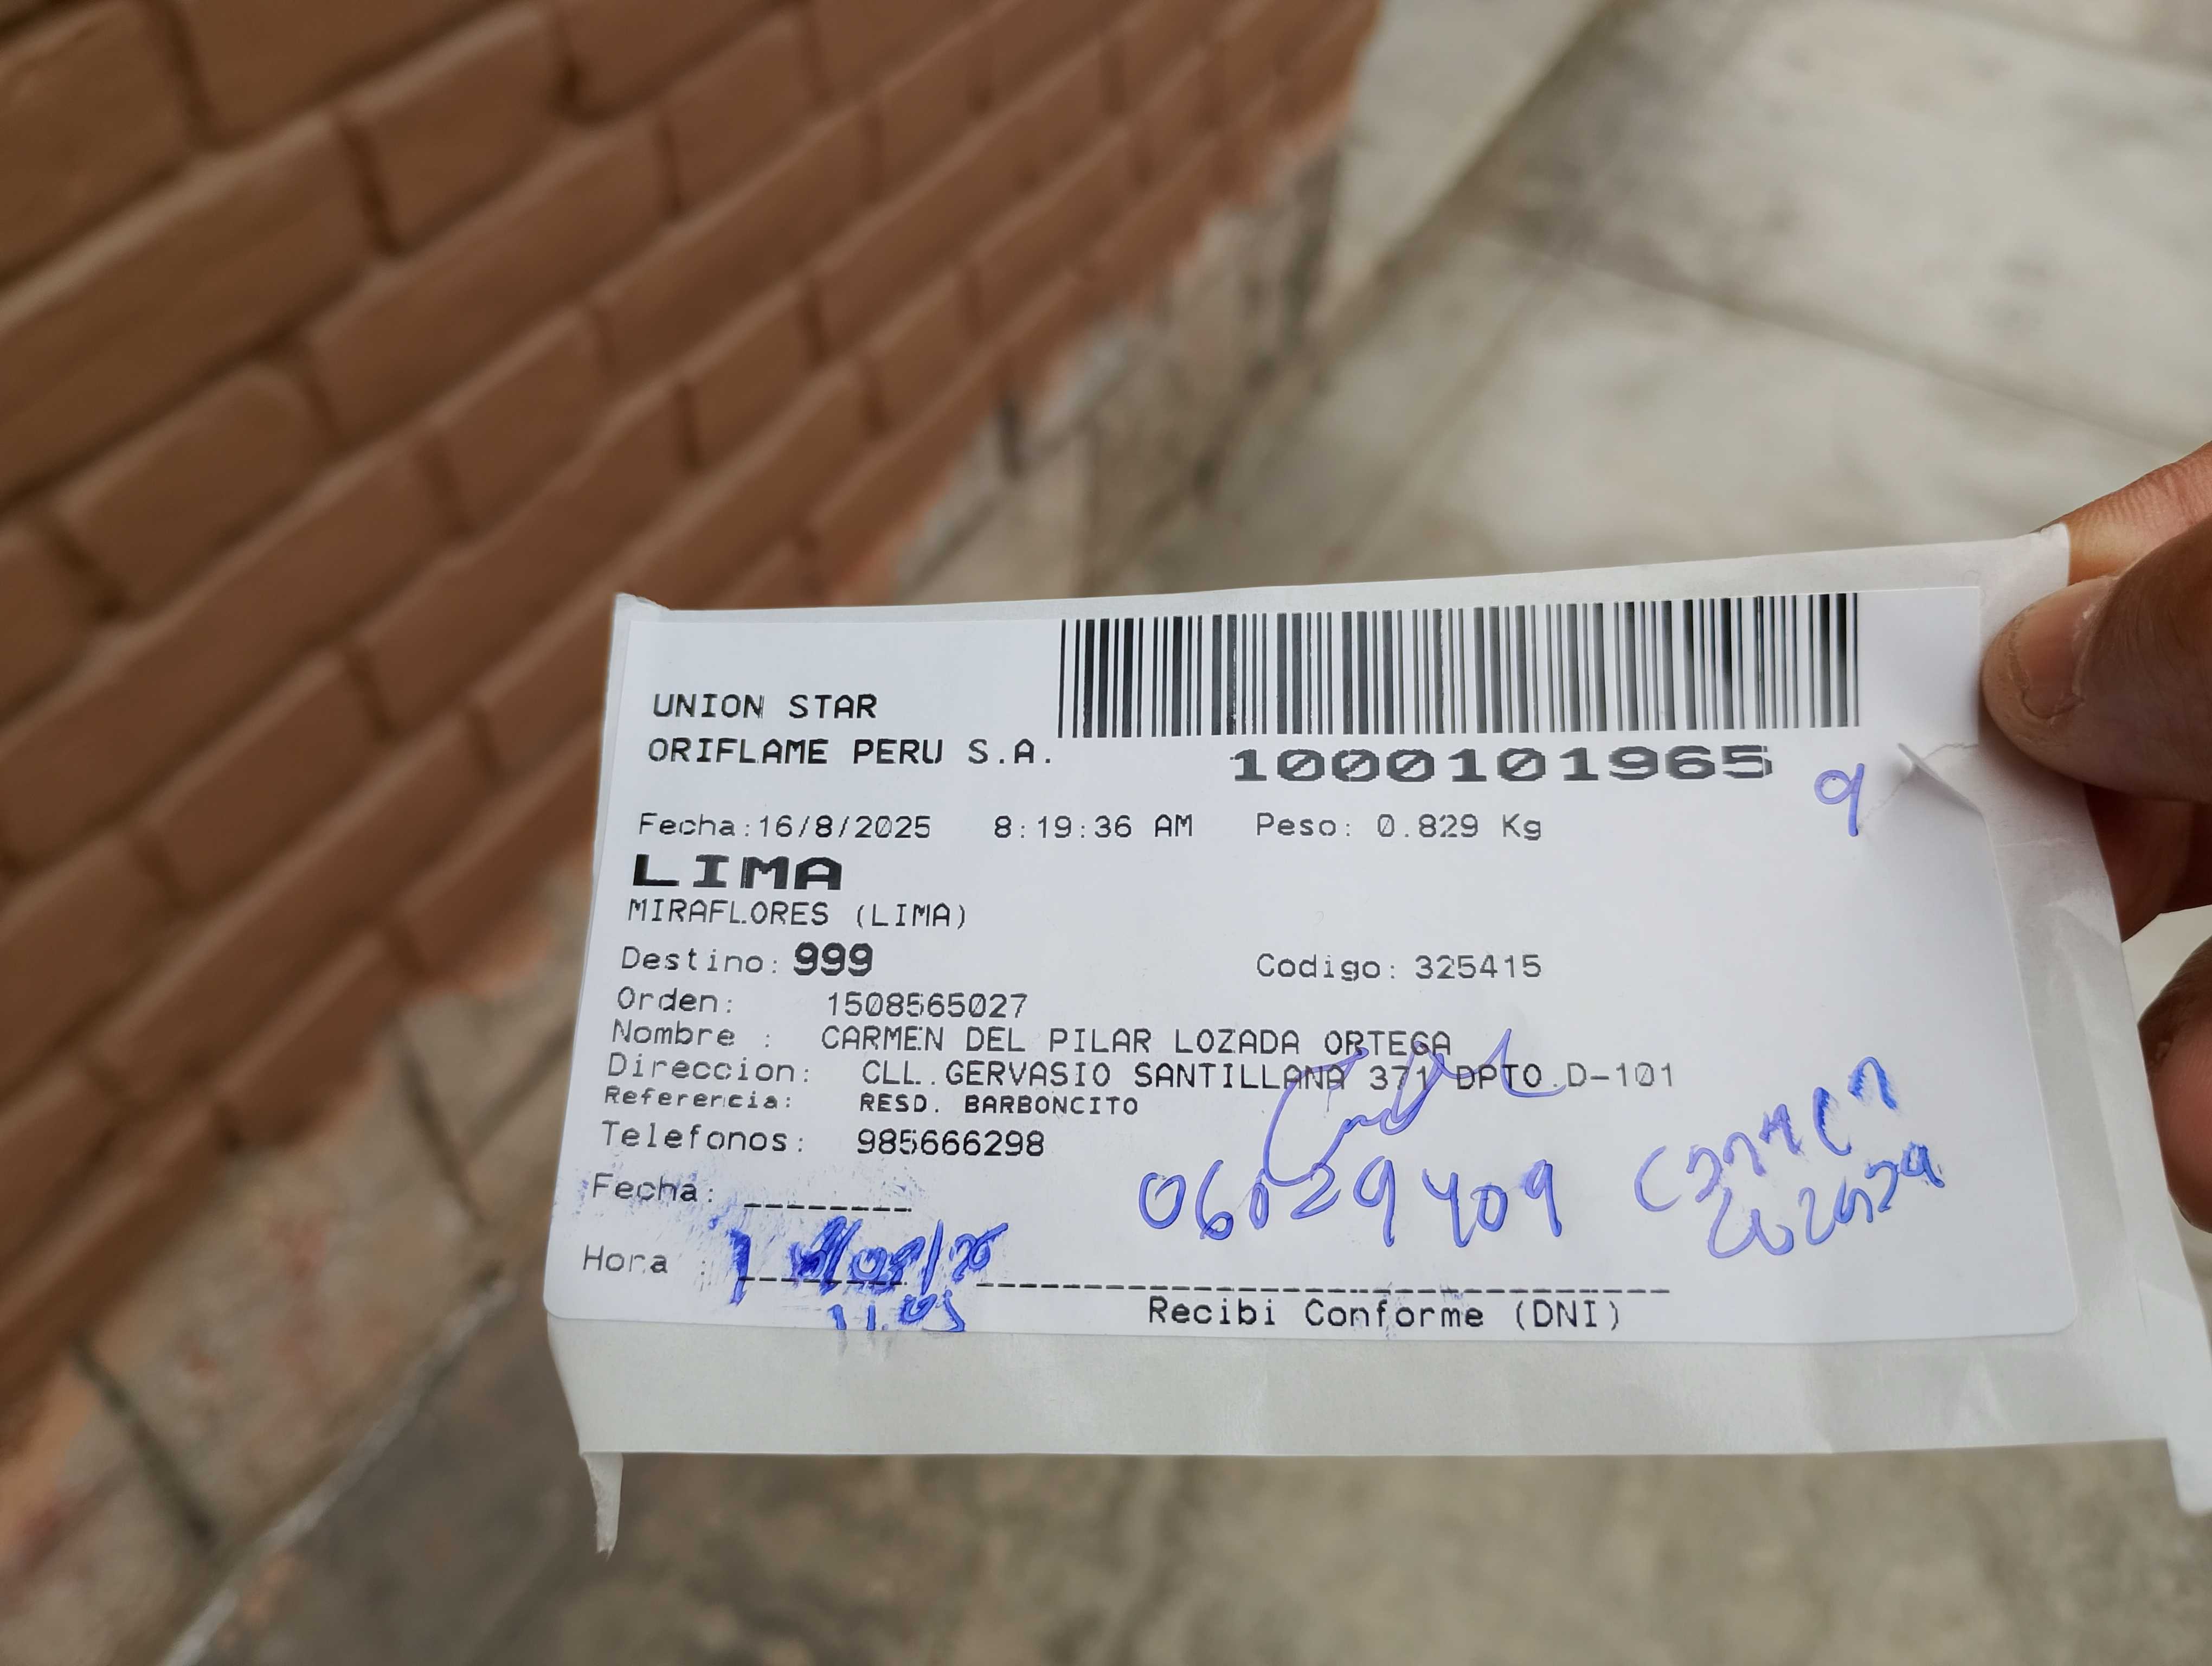 UNION STAR
ORIFLAME PERU S.A.
1000101965
9
Fecha:16/8/2025 8:19:36 AM Peso: 0.829 Kg
LIMA
MIRAFLORES (LIMA)
Destino: 999 Codigo: 325415
Orden: 1508565027
Nombre : CARMEN DEL PILAR LOZADA ORTEGA
Direccion: CLL. GERVASIO SANTILLANA 371 DPTO.D-101
Referencia: RESD. BARBONCITO
Telefonos: 985666298
Fecha:
06029409
Hora :
Recibi Conforme (DNI)